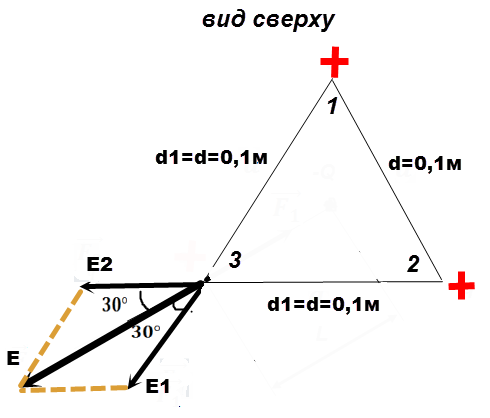 вид сверху
1
d1=d=0,1м
d=0,1м
3
2
E2
d1=d=0,1м
30°
30°
E
E1